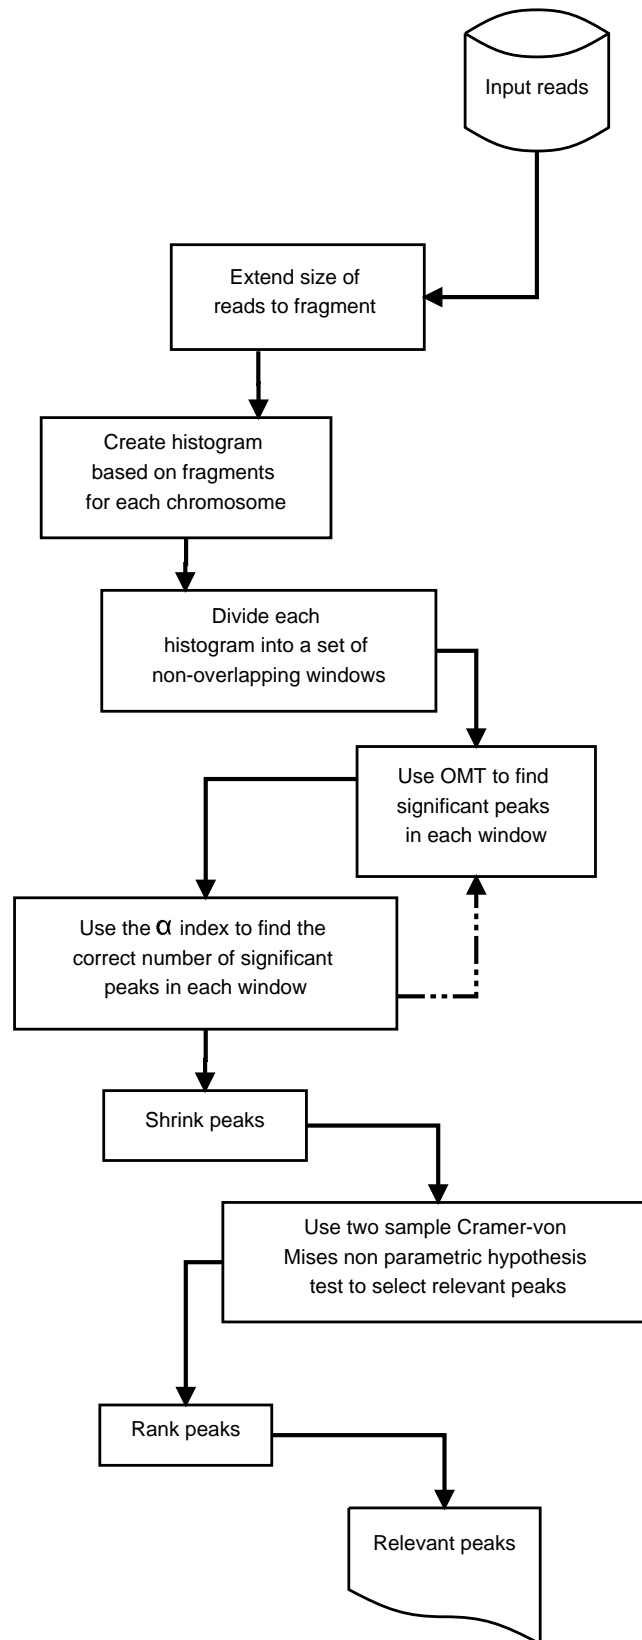 Input reads
Extend size of
reads to fragment
Create histogram
based on fragments
for each chromosome
Divide each
histogram into a set of
non-overlapping windows
Use OMT to find
significant peaks
in each window
Use the α index to find the
correct number of significant
peaks in each window
Shrink peaks
Use two sample Cramer-von
Mises non parametric hypothesis
test to select relevant peaks
Rank peaks
Relevant peaks